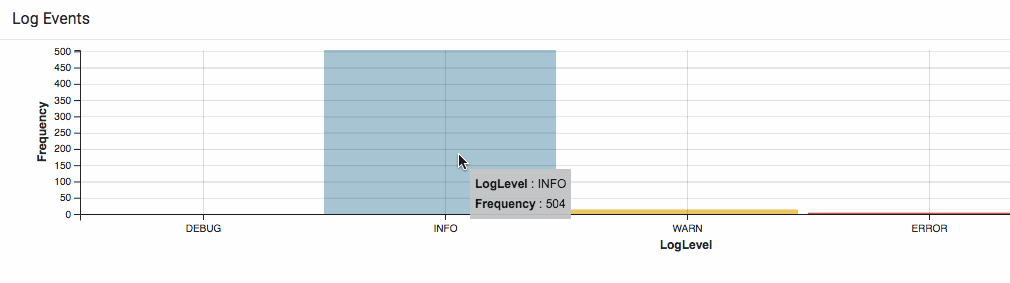 Log Events
500
450
400
350
300
250
200
150
100
50
0
Frequency
LogLevel : INFO
Frequency : 504
DEBUG INFO WARN ERROR
LogLevel